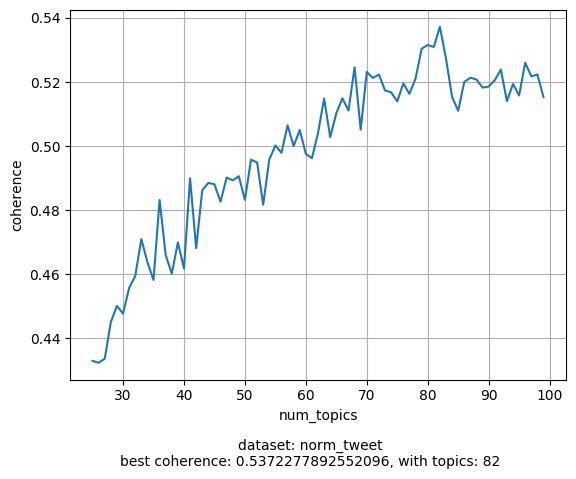 0.54
0.52
0.50
0.48
0.46
0.44
coherence
30 40 50 60 70 80 90 100
num_topics
dataset: norm_tweet
best coherence: 0.5372277892552096, with topics: 82